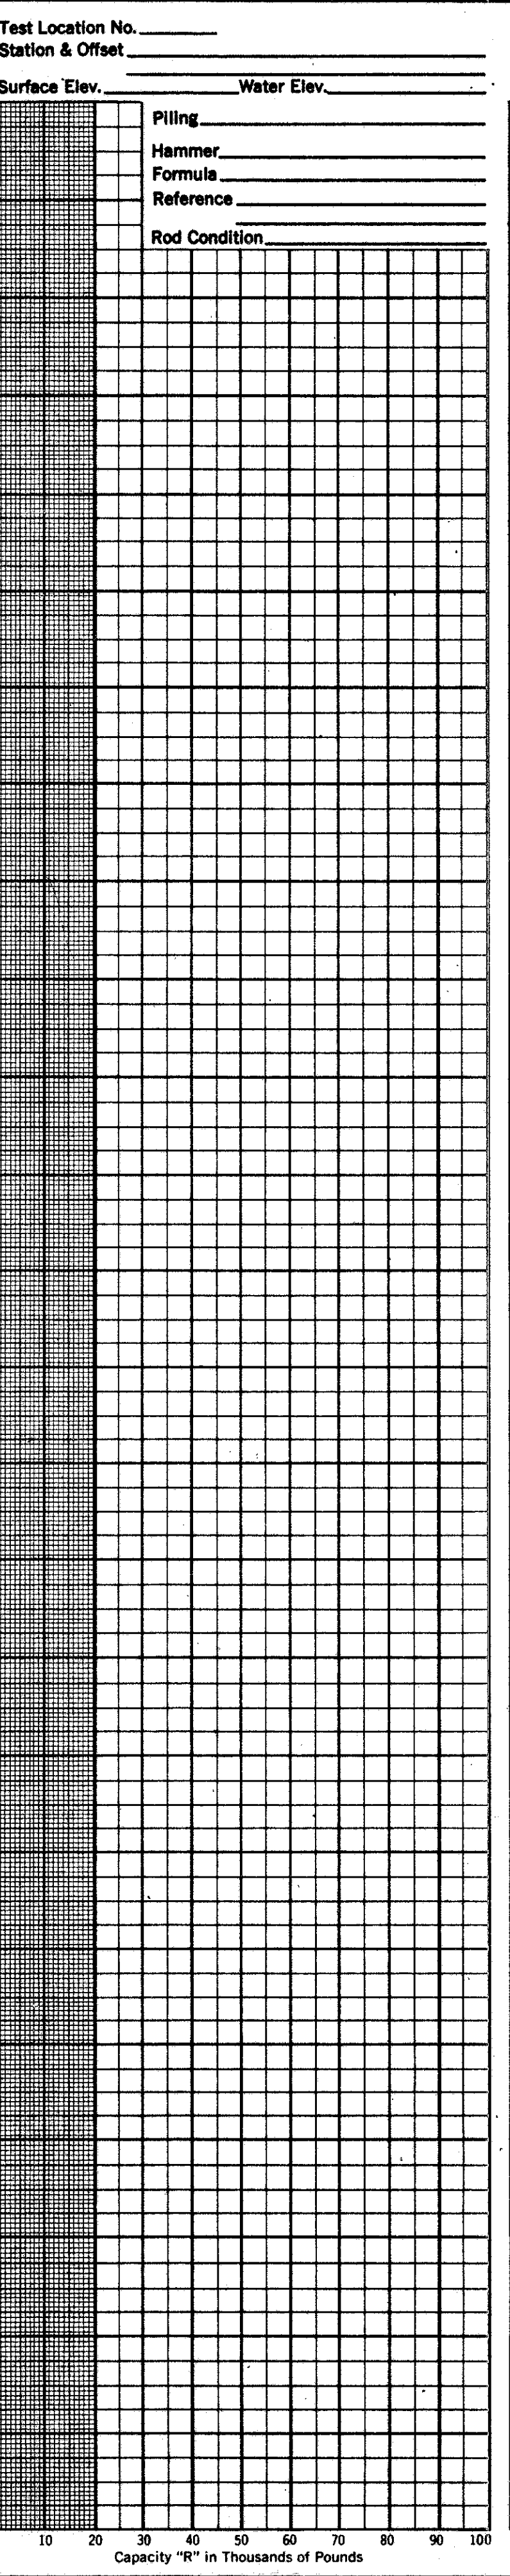 Test Location No.
Station & Offset
Surface Elev. Water Elev.
Piling
Hammer
Formula
Reference
Rod Condition
10 20 30 40 50 60 70 80 90 100
Capacity "R" in Thousands of Pounds